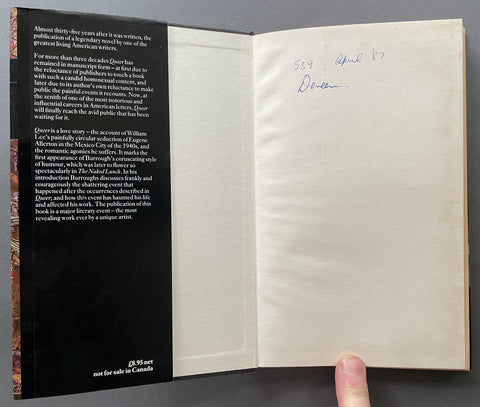 Almost thirty-five years after it was written, the
publication of a legendary novel by one of the
greatest living American writers.
For more than three decades Queer has
remained in manuscript form – at first due to
the reluctance of publishers to touch a book
with such a candid homosexual content, and
later due to its author's own reluctance to make
public the painful events it recounts. Now, at
the zenith of one of the most notorious and
influential careers in American letters, Queer
will finally reach the avid public that has been
waiting for it.
Queer is a love story – the account of William
Lee's painfully circular seduction of Eugene
Allerton in the Mexico City of the 1940s, and
the romantic agonies he suffers. It marks the
first appearance of Burrough's coruscating style
of humour, which was later to flower so
spectacularly in The Naked Lunch. In his
introduction Burroughs discusses frankly and
courageously the shattering event that
happened after the occurrences described in
Queer; and how this event has haunted his life
and affected his work. The publication of
this book is a major literary event – the most
revealing work ever by a unique artist.
£8.95 net
not for sale in Canada
539 April '87